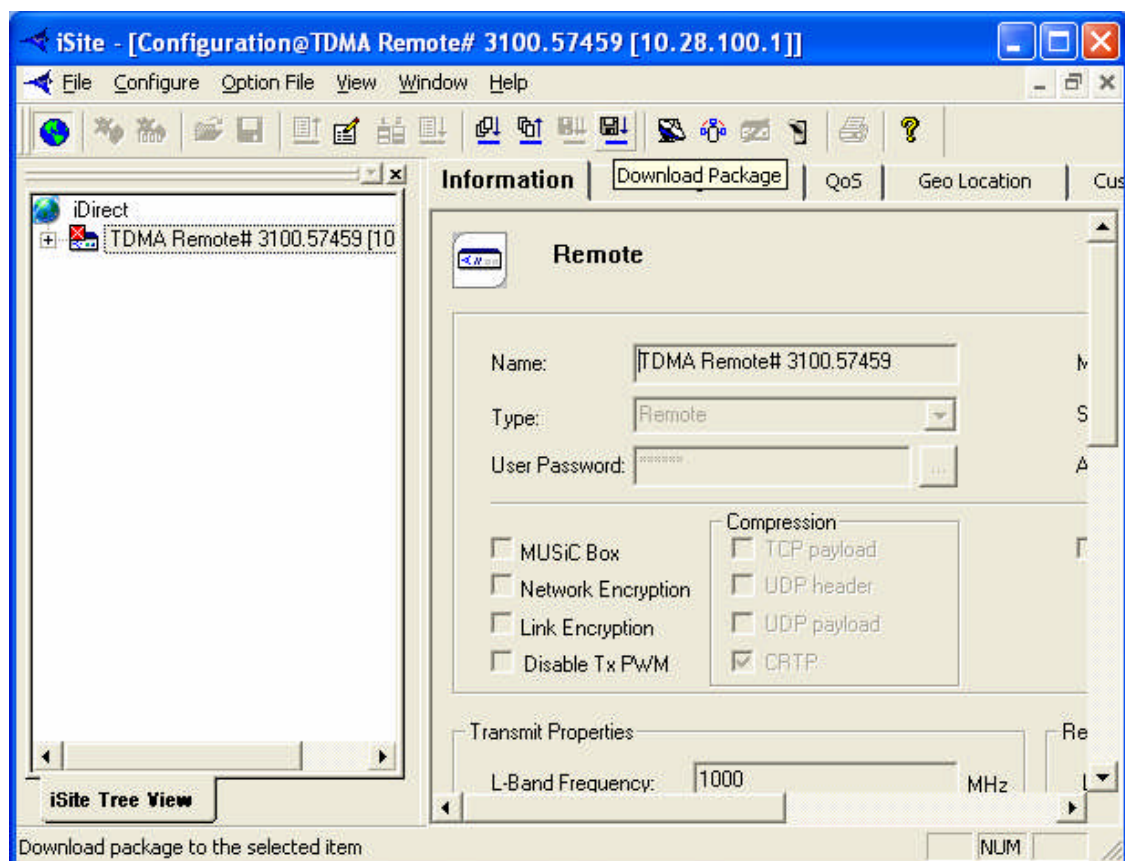 iSite - [Configuration@TDMA Remote# 3100.57459 [10.28.100.1]]
File Configure Option File View Window Help
Information Download Package QoS Geo Location Cus
iDirect
TDMA Remote# 3100.57459 [10
Remote
Name: TDMA Remote# 3100.57459 M
Type: Remote S
User Password: ****** ... A
Compression
MUSiC Box TCP payload
Network Encryption UDP header
Link Encryption UDP payload
Disable Tx PWM CRTP
Transmit Properties Re
L-Band Frequency: 1000 MHz
iSite Tree View
Download package to the selected item NUM